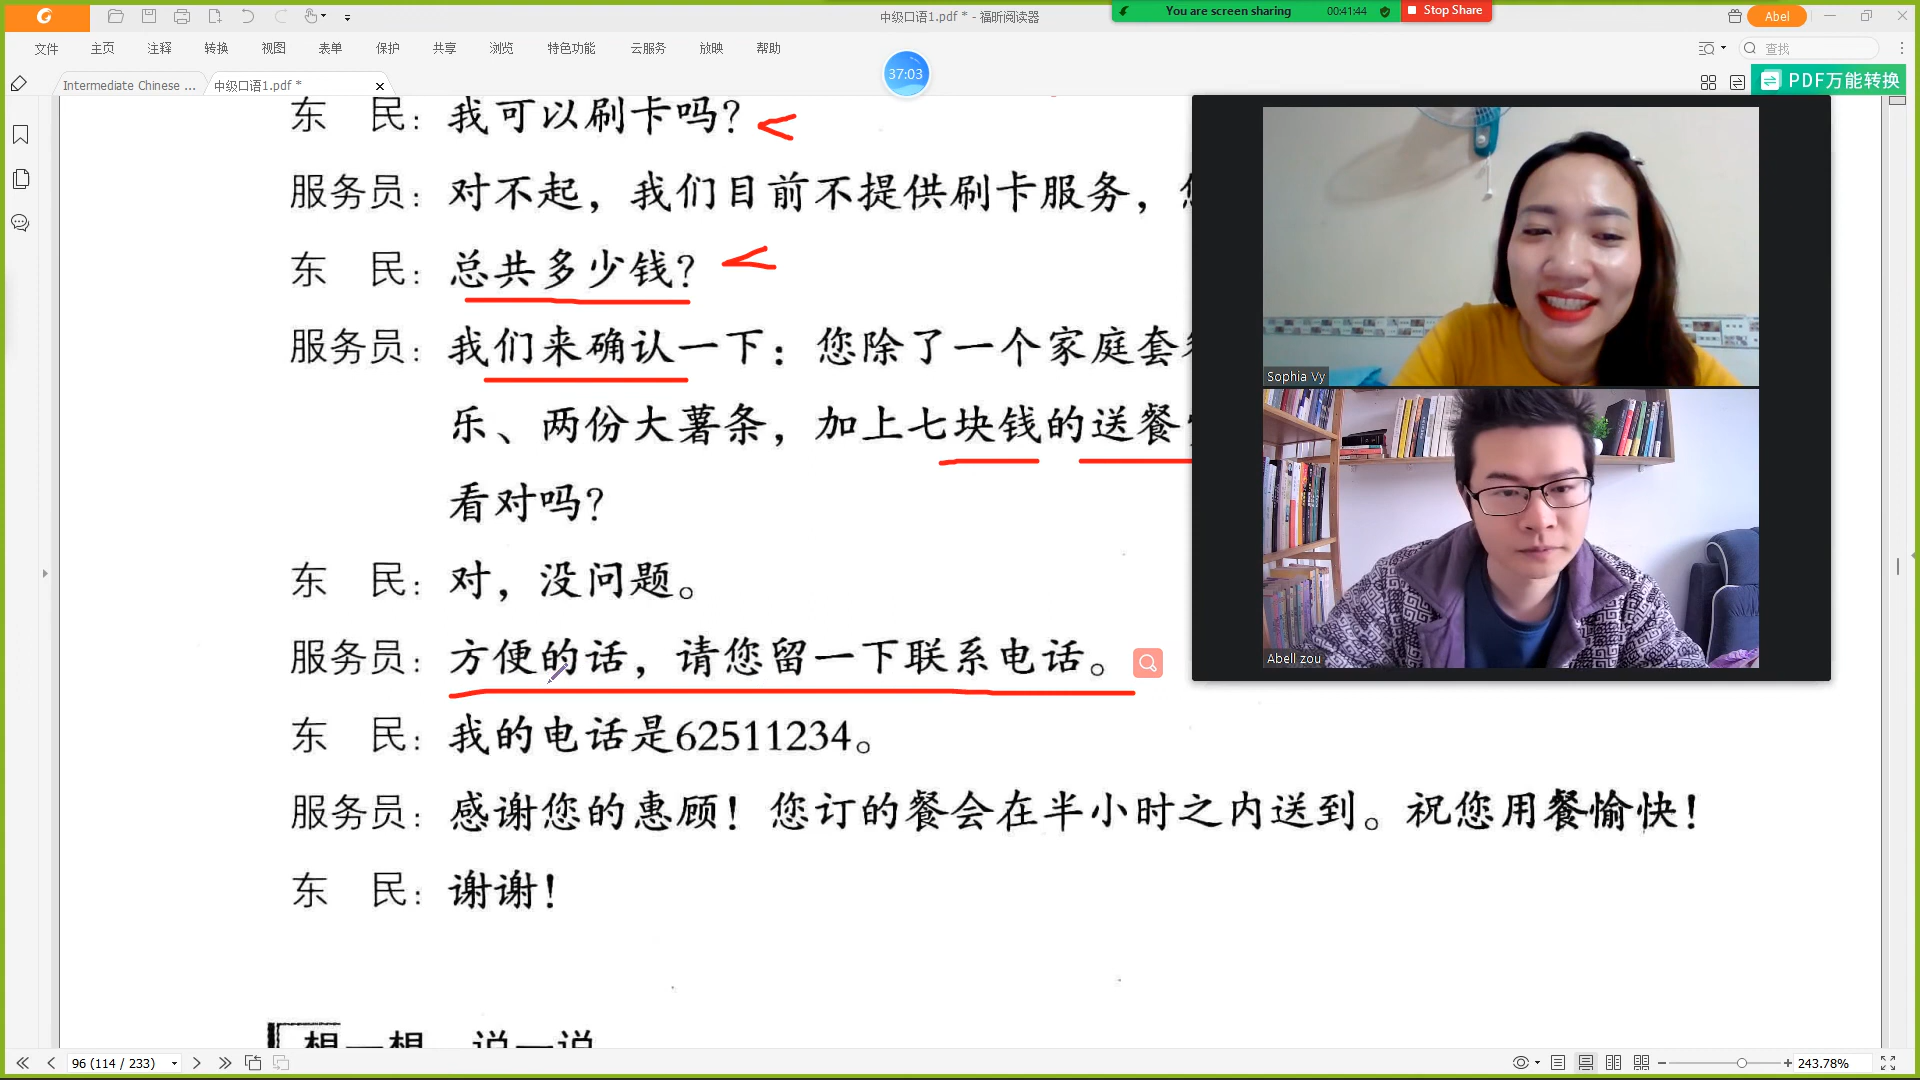 中级口语1.pdf * - 福昕阅读器
You are screen sharing 00:41:44 Stop Share
Abel
文件 主页 注释 转换 视图 表单 保护 共享 浏览 特色功能 云服务 放映 帮助
查找
37:03
Intermediate Chinese ... 中级口语1.pdf *
PDF万能转换
东 民：我可以刷卡吗？
服务员：对不起，我们目前不提供刷卡服务，
东 民：总共多少钱？
服务员：我们来确认一下：您除了一个家庭套
乐、两份大薯条，加上七块钱的送餐
看对吗？
东 民：对，没问题。
服务员：方便的话，请您留一下联系电话。
东 民：我的电话是62511234。
服务员：感谢您的惠顾！您订的餐会在半小时之内送到。祝您用餐愉快！
东 民：谢谢！
想一想 说一说
Sophia Vy
Abell zou
96 (114 / 233)
243.78%